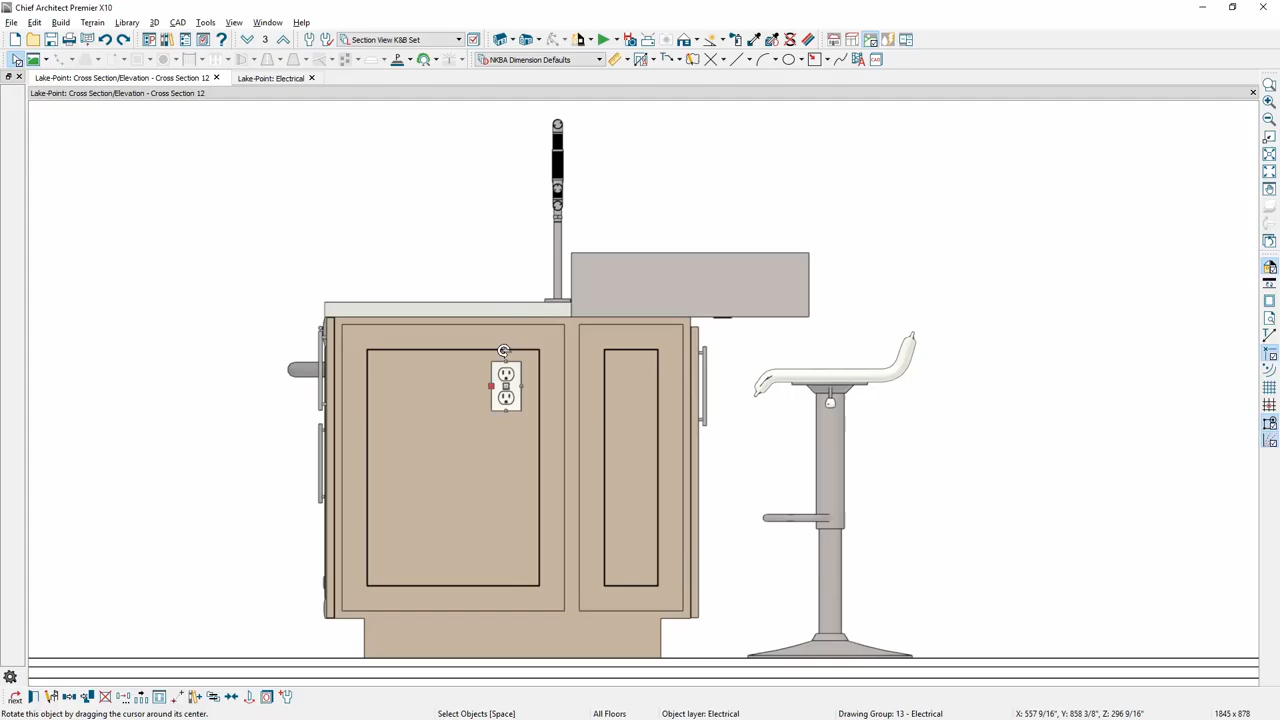 Chief Architect Premier X10
File Edit Build Terrain Library 3D CAD Tools View Window Help
3 Section View K&B Set
NKBA Dimension Defaults
Lake-Point: Cross Section/Elevation - Cross Section 12 Lake-Point: Electrical
Lake-Point: Cross Section/Elevation - Cross Section 12
next
Rotate this object by dragging the cursor around its center. Select Objects [Space] All Floors Object layer: Electrical Drawing Group: 13 - Electrical X: 557 9/16", Y: 858 3/8", Z: 296 9/16" 1845 x 878